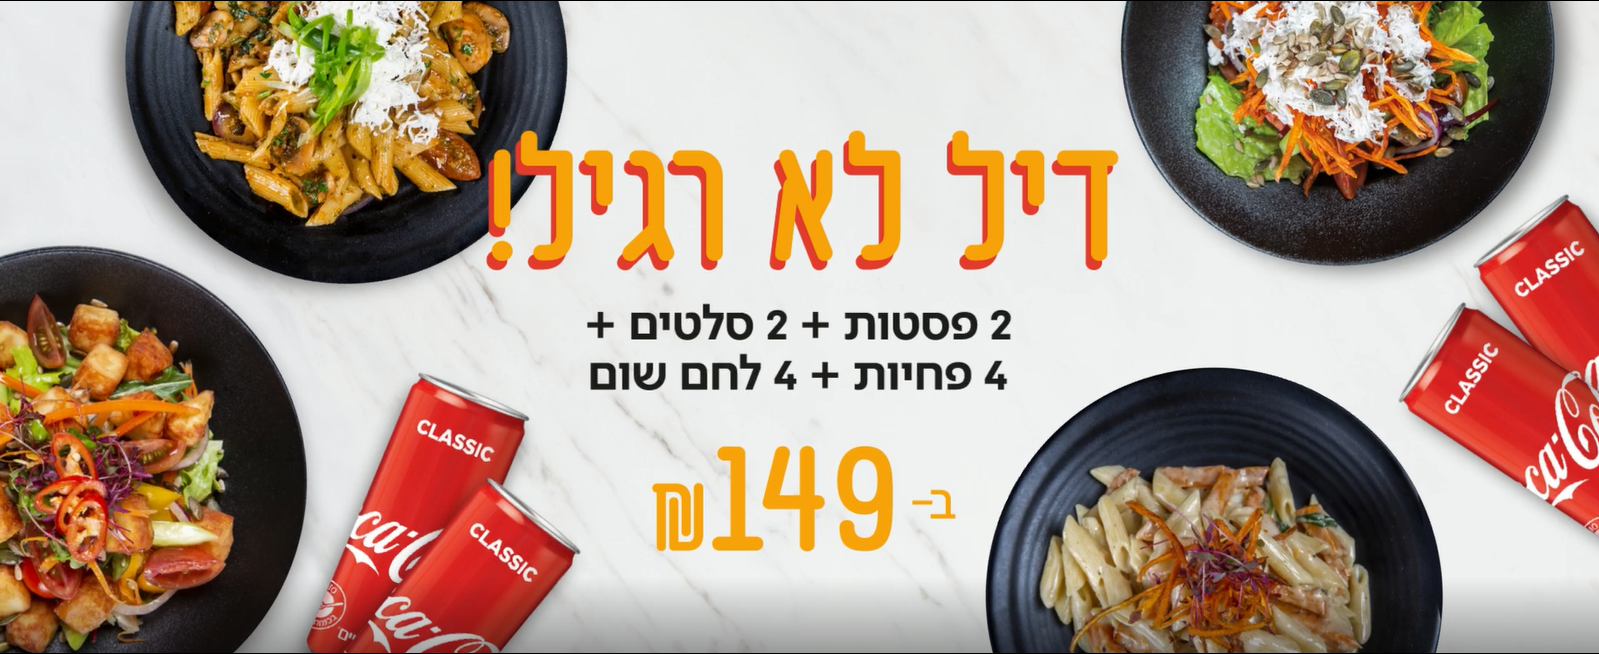 דיל לא רגיל!
2 פסטות + 2 סלטים +
4 פחיות + 4 לחם שום
ב- 149₪
CLASSIC
CLASSIC
CLASSIC
CLASSIC